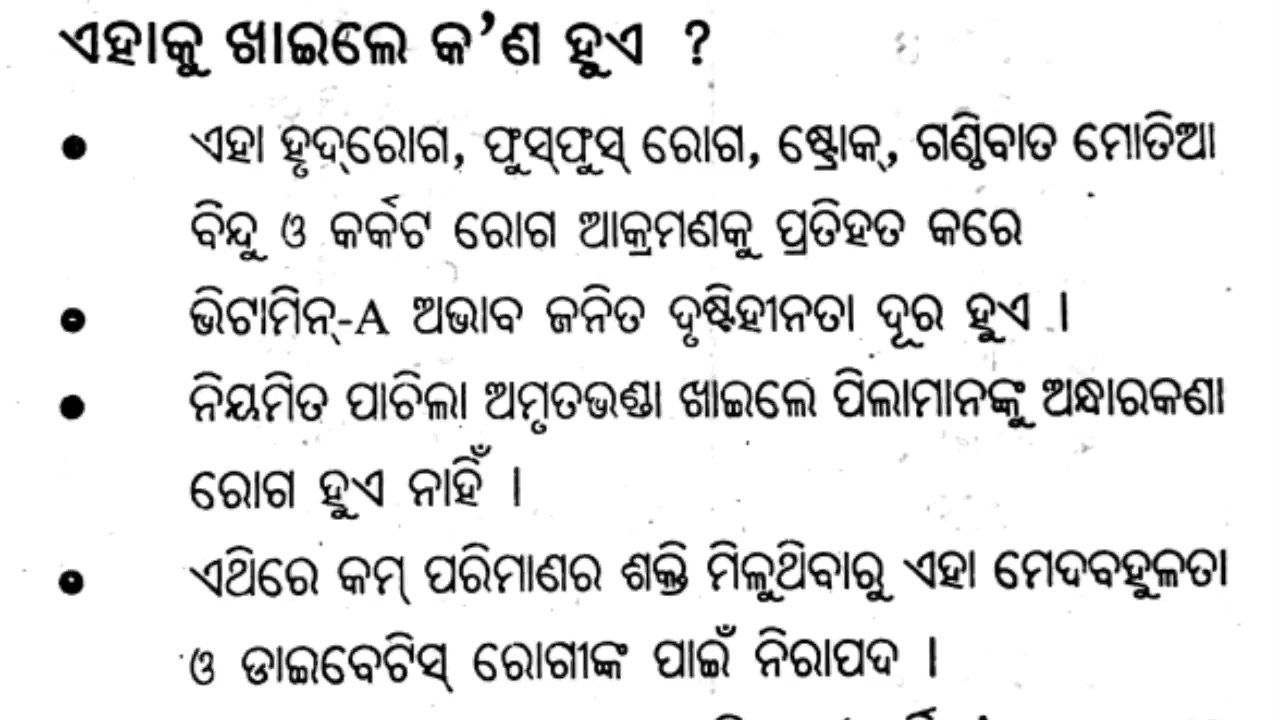 ଏହାକୁ ଖାଇଲେ କ'ଣ ହୁଏ ?
● ଏହା ହୃଦ୍‌ରୋଗ, ଫୁସ୍‌ଫୁସ୍ ରୋଗ, ଷ୍ଟ୍ରୋକ୍, ଗଣ୍ଠିବାତ ମୋତିଆ
ବିନ୍ଦୁ ଓ କର୍କଟ ରୋଗ ଆକ୍ରମଣକୁ ପ୍ରତିହତ କରେ
● ଭିଟାମିନ୍-A ଅଭାବ ଜନିତ ଦୃଷ୍ଟିହୀନତା ଦୂର ହୁଏ ।
● ନିୟମିତ ପାଚିଲା ଅମୃତଭଣ୍ଡା ଖାଇଲେ ପିଲାମାନଙ୍କୁ ଅନ୍ଧାରକଣା
ରୋଗ ହୁଏ ନାହିଁ ।
● ଏଥିରେ କମ୍ ପରିମାଣର ଶକ୍ତି ମିଳୁଥିବାରୁ ଏହା ମେଦବହୁଳତା
ଓ ଡାଇବେଟିସ୍ ରୋଗୀଙ୍କ ପାଇଁ ନିରାପଦ ।